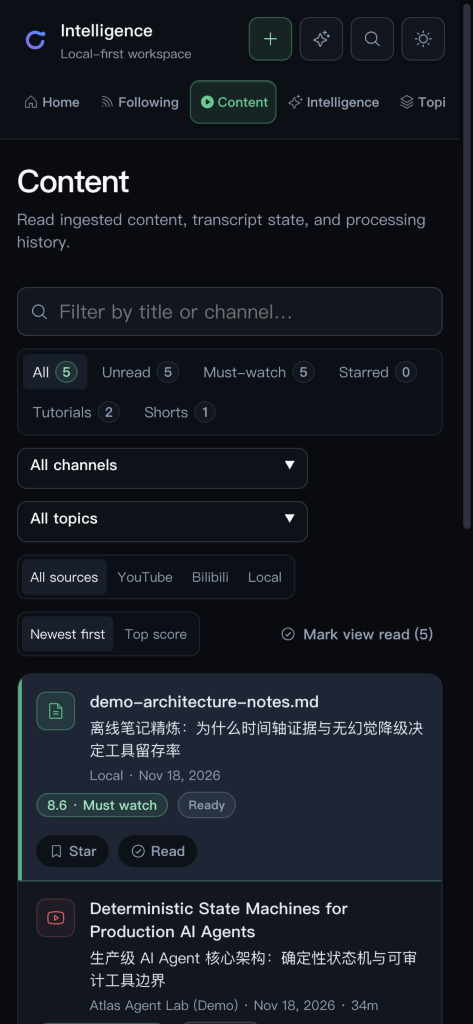 Intelligence
Local-first workspace
Home
Following
Content
Intelligence
Topi
Content
Read ingested content, transcript state, and processing
history.
Filter by title or channel...
All 5
Unread 5
Must-watch 5
Starred 0
Tutorials 2
Shorts 1
All channels
All topics
All sources
YouTube
Bilibili
Local
Newest first
Top score
Mark view read (5)
demo-architecture-notes.md
离线笔记精炼：为什么时间轴证据与无幻觉降级决
定工具留存率
Local · Nov 18, 2026
8.6 · Must watch
Ready
Star
Read
Deterministic State Machines for
Production AI Agents
生产级 AI Agent 核心架构：确定性状态机与可审
计工具边界
Atlas Agent Lab (Demo) · Nov 18, 2026 · 34m